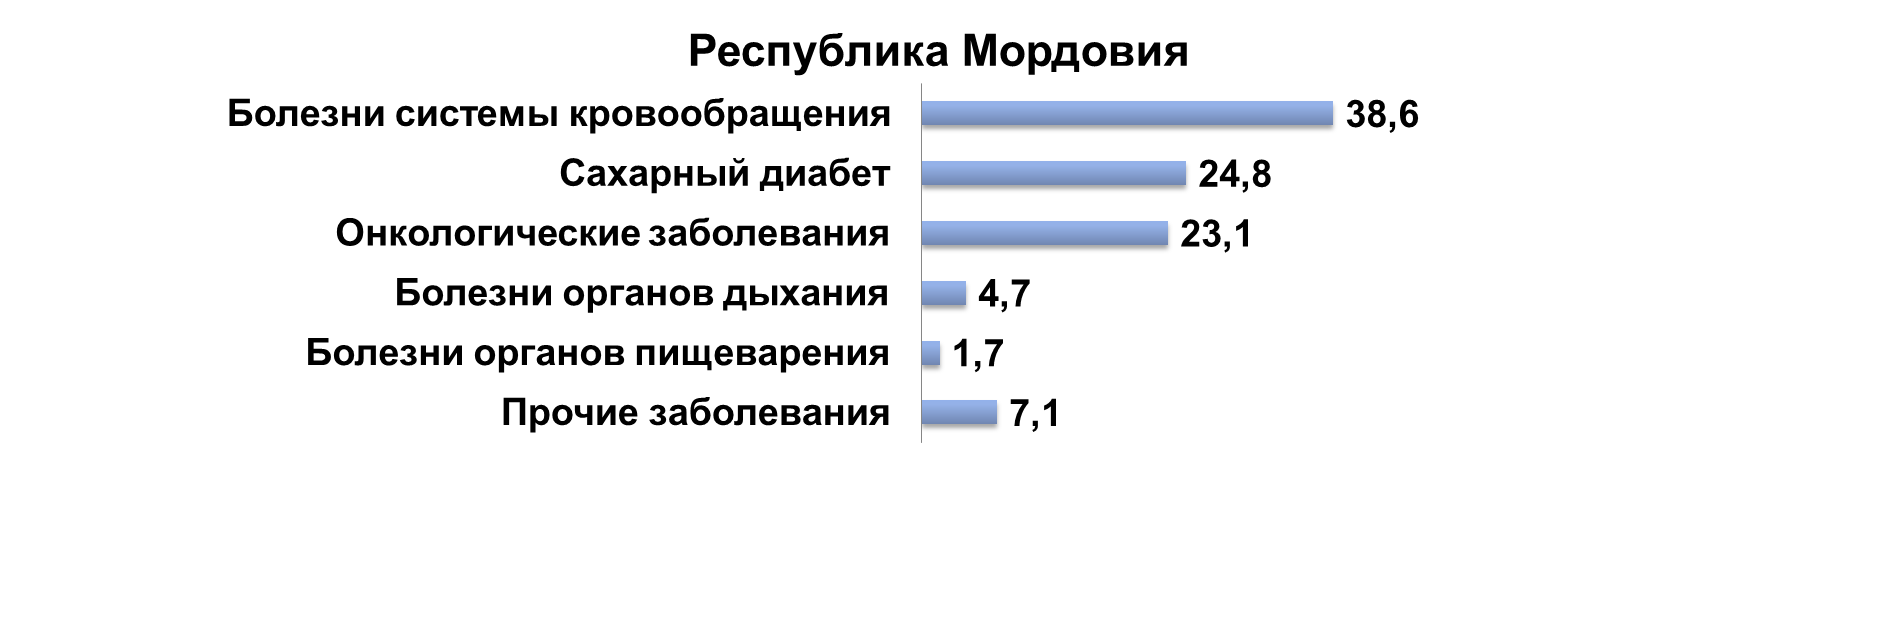 Республика Мордовия
Болезни системы кровообращения 38,6
Сахарный диабет 24,8
Онкологические заболевания 23,1
Болезни органов дыхания 4,7
Болезни органов пищеварения 1,7
Прочие заболевания 7,1